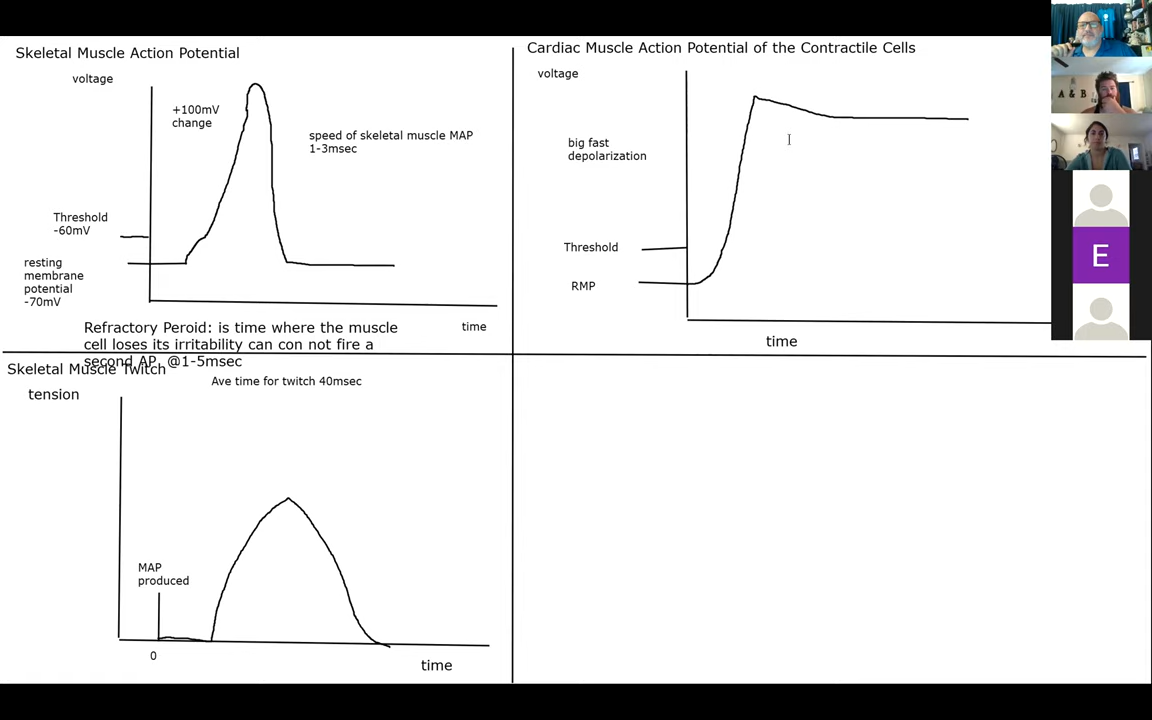 Skeletal Muscle Action Potential
voltage
+100mV
change
speed of skeletal muscle MAP
1-3msec
Threshold
-60mV
resting
membrane
potential
-70mV
Refractory Peroid: is time where the muscle
cell loses its irritability can con not fire a
second AP @1-5msec
time
Cardiac Muscle Action Potential of the Contractile Cells
voltage
big fast
depolarization
Threshold
RMP
time
A & B
E
Skeletal Muscle Twitch
Ave time for twitch 40msec
tension
MAP
produced
0
time